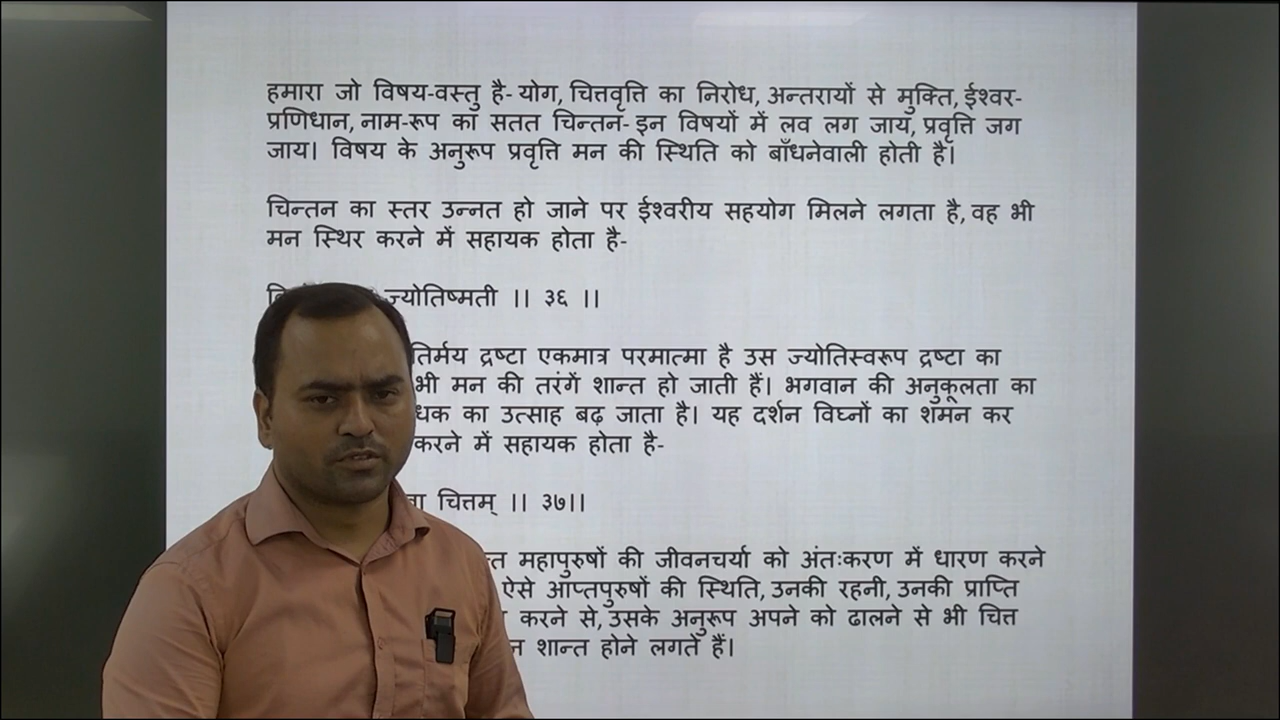 हमारा जो विषय-वस्तु है- योग, चित्तवृत्ति का निरोध, अन्तरायों से मुक्ति, ईश्वर-
प्रणिधान, नाम-रूप का सतत चिन्तन- इन विषयों में लव लग जाय, प्रवृत्ति जग
जाय। विषय के अनुरूप प्रवृत्ति मन की स्थिति को बाँधनेवाली होती है।
चिन्तन का स्तर उन्नत हो जाने पर ईश्वरीय सहयोग मिलने लगता है, वह भी
मन स्थिर करने में सहायक होता है-
ज्योतिष्मती ।। ३६ ।।
द्रष्टा एकमात्र परमात्मा है उस ज्योतिस्वरूप द्रष्टा का
भी मन की तरंगें शान्त हो जाती हैं। भगवान की अनुकूलता का
का उत्साह बढ़ जाता है। यह दर्शन विघ्नों का शमन कर
करने में सहायक होता है-
चित्तम् ।। ३७।।
महापुरुषों की जीवनचर्या को अंतःकरण में धारण करने
ऐसे आप्तपुरुषों की स्थिति, उनकी रहनी, उनकी प्राप्ति
करने से, उसके अनुरूप अपने को ढालने से भी चित्त
शान्त होने लगते हैं।